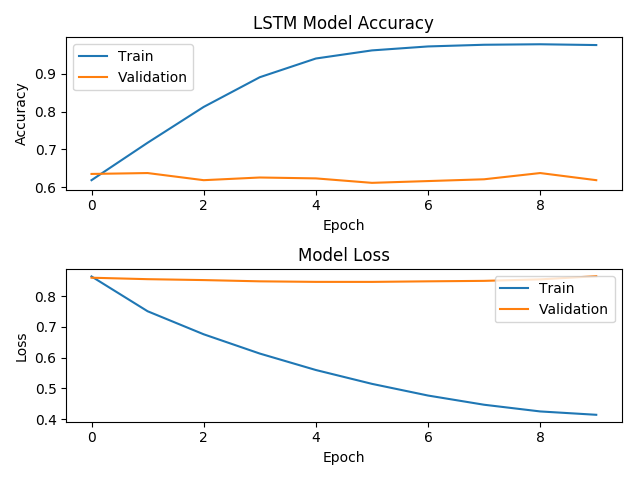 LSTM Model Accuracy
Train
Validation
0.9
0.8
0.7
0.6
Accuracy
0 2 4 6 8
Epoch
Model Loss
Train
Validation
0.8
0.7
0.6
0.5
0.4
Loss
0 2 4 6 8
Epoch